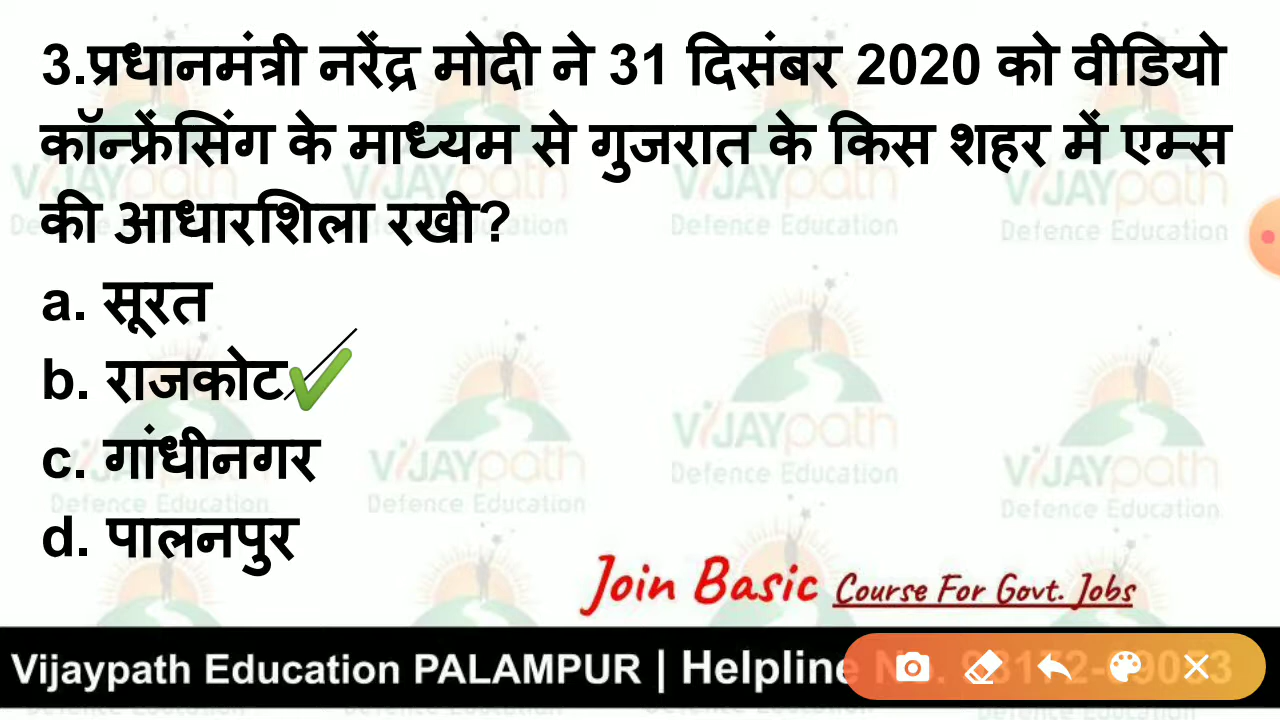 3.प्रधानमंत्री नरेंद्र मोदी ने 31 दिसंबर 2020 को वीडियो
कॉन्फ्रेंसिंग के माध्यम से गुजरात के किस शहर में एम्स
की आधारशिला रखी?
a. सूरत
b. राजकोट
c. गांधीनगर
d. पालनपुर
Join Basic Course For Govt. Jobs
Vijaypath Education PALAMPUR | Helpline
VIJAYpath
Defence Education